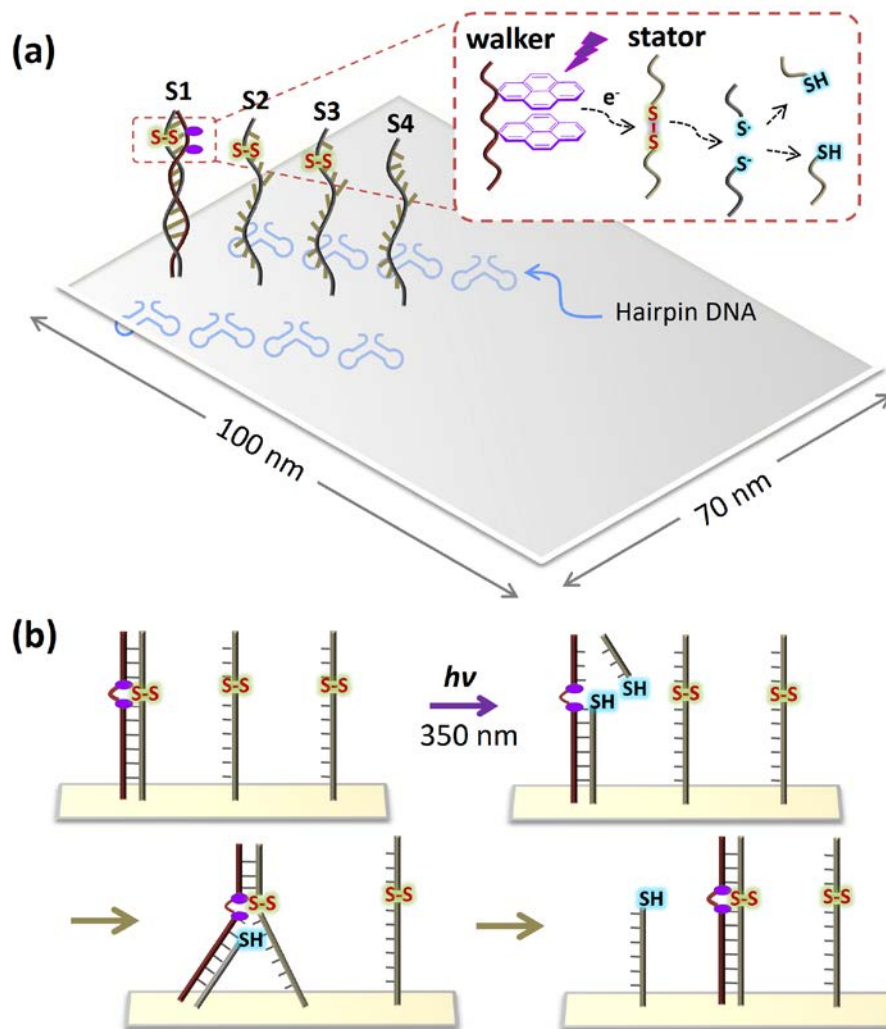 (a)
walker
stator
e-
S-S
SH
S·
S-
SH
S1
S2
S3
S4
S-S
S-S
S-S
Hairpin DNA
100 nm
70 nm
(b)
S-S
S-S
S-S
hν
350 nm
SH
SH
S-S
S-S
S-S
SH
S-S
SH
S-S
S-S